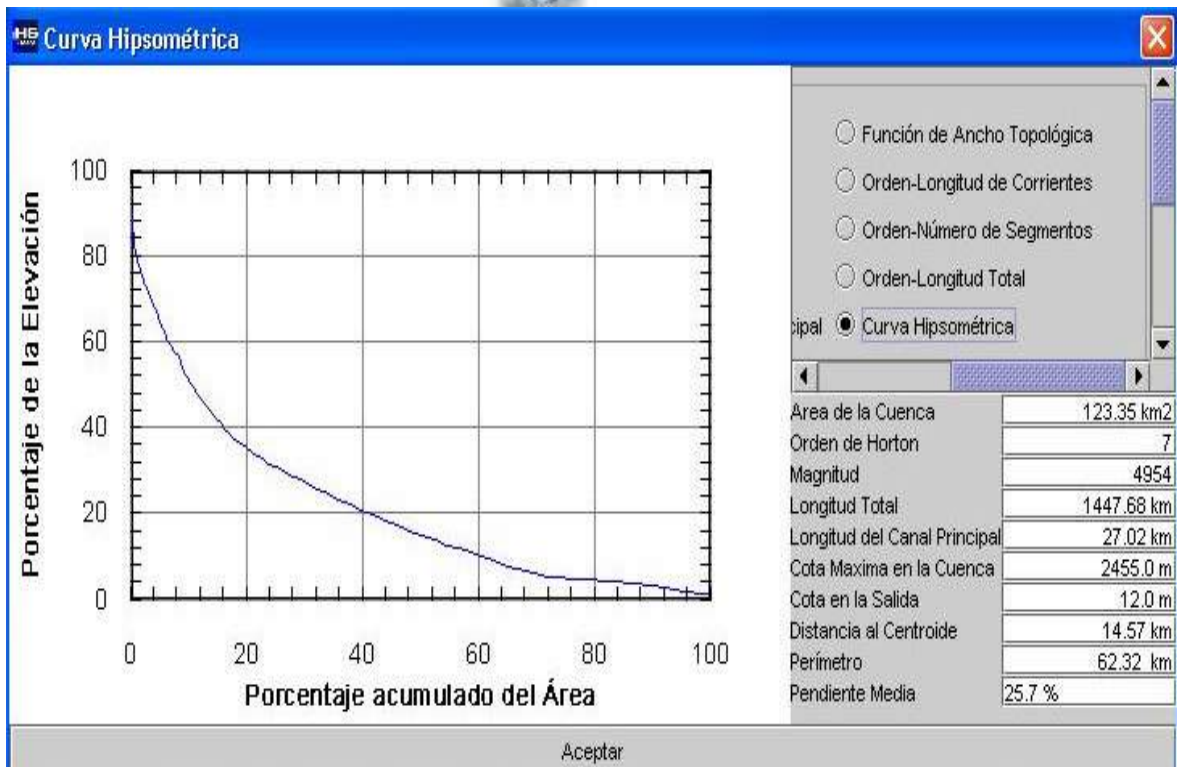 HS Curva Hipsométrica
Función de Ancho Topológica
Orden-Longitud de Corrientes
Orden-Número de Segmentos
Orden-Longitud Total
cipal Curva Hipsométrica
Porcentaje de la Elevación
100
80
60
40
20
0
0 20 40 60 80 100
Porcentaje acumulado del Área
Area de la Cuenca 123.35 km2
Orden de Horton 7
Magnitud 4954
Longitud Total 1447.68 km
Longitud del Canal Principal 27.02 km
Cota Maxima en la Cuenca 2455.0 m
Cota en la Salida 12.0 m
Distancia al Centroide 14.57 km
Perímetro 62.32 km
Pendiente Media 25.7 %
Aceptar